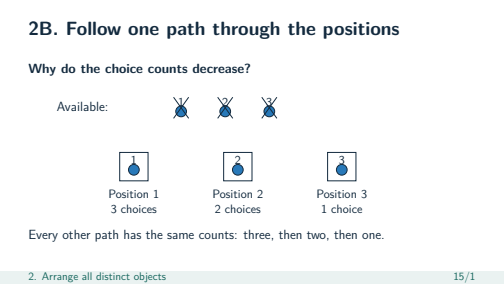 2B. Follow one path through the positions
Why do the choice counts decrease?
Available:
1 2 3
1 2 3
Position 1 Position 2 Position 3
3 choices 2 choices 1 choice
Every other path has the same counts: three, then two, then one.
2. Arrange all distinct objects 15/1